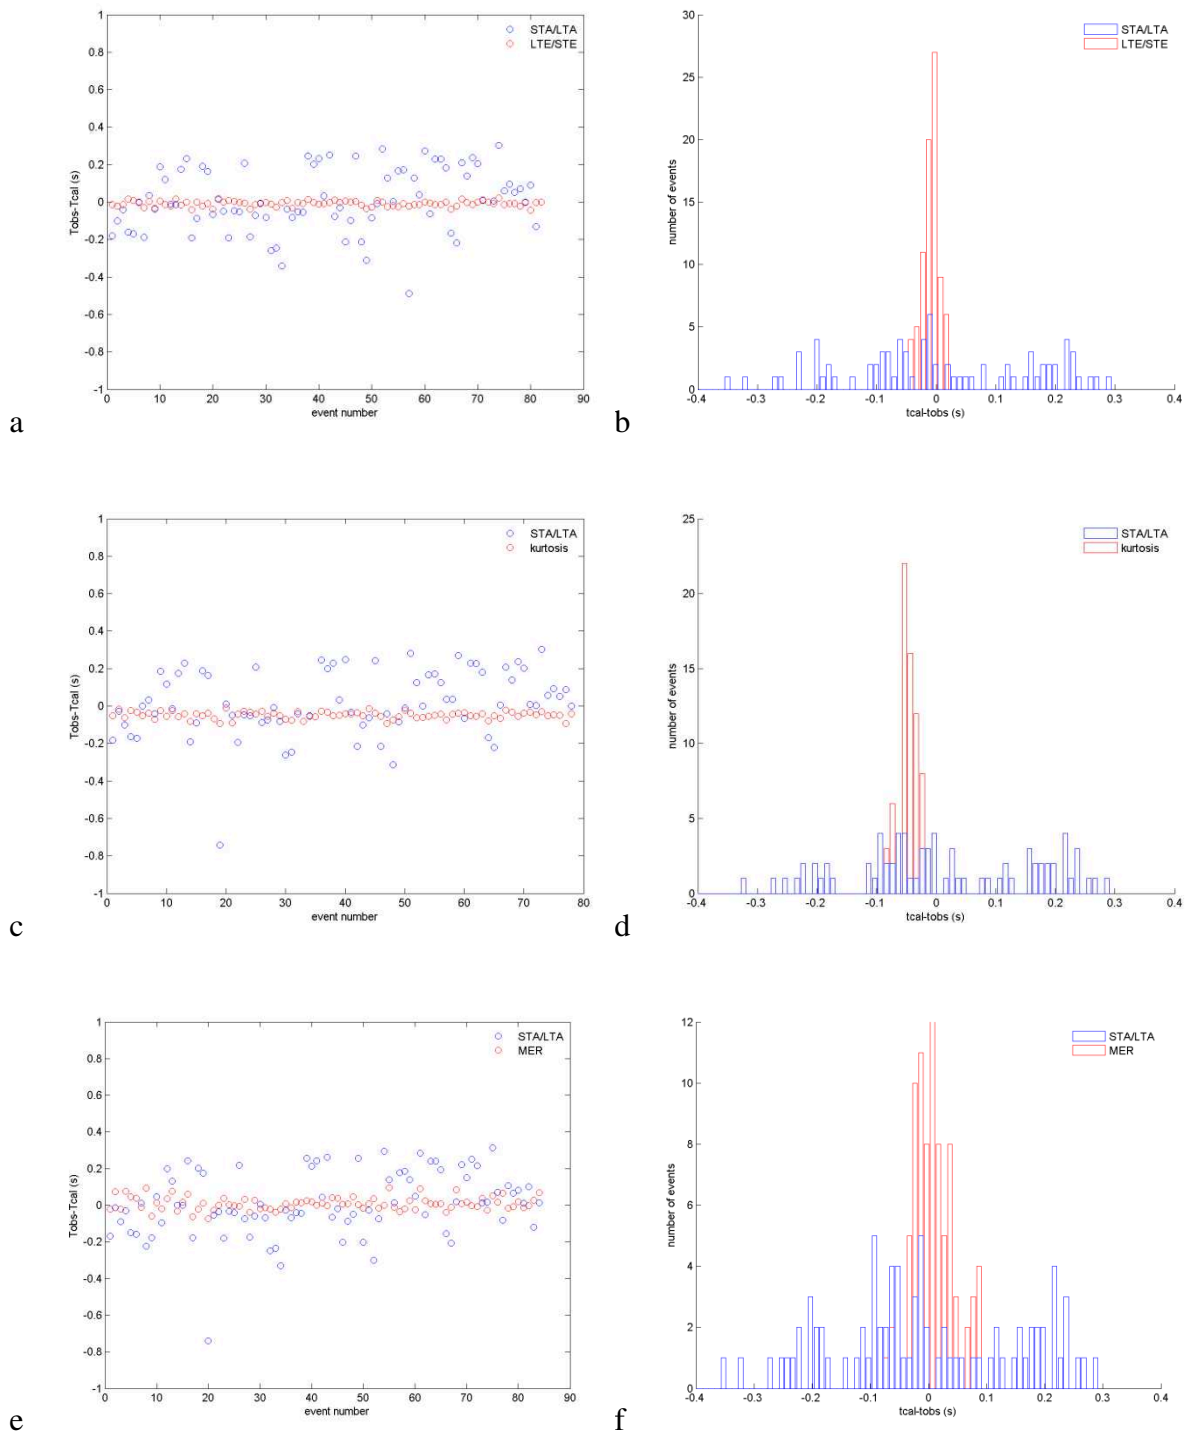 1
0.8
0.6
0.4
0.2
0
-0.2
-0.4
-0.6
-0.8
-1
Tobs-Tcal (s)
STA/LTA
LTE/STE
0 10 20 30 40 50 60 70 80 90
event number
a
30
25
20
15
10
5
0
number of events
STA/LTA
LTE/STE
-0.4 -0.3 -0.2 -0.1 0 0.1 0.2 0.3 0.4
tcal-tobs (s)
b
1
0.8
0.6
0.4
0.2
0
-0.2
-0.4
-0.6
-0.8
-1
Tobs-Tcal (s)
STA/LTA
kurtosis
0 10 20 30 40 50 60 70 80
event number
c
25
20
15
10
5
0
number of events
STA/LTA
kurtosis
-0.4 -0.3 -0.2 -0.1 0 0.1 0.2 0.3 0.4
tcal-tobs (s)
d
1
0.8
0.6
0.4
0.2
0
-0.2
-0.4
-0.6
-0.8
-1
Tobs-Tcal (s)
STA/LTA
MER
0 10 20 30 40 50 60 70 80 90
event number
e
12
10
8
6
4
2
0
number of events
STA/LTA
MER
-0.4 -0.3 -0.2 -0.1 0 0.1 0.2 0.3 0.4
tcal-tobs (s)
f